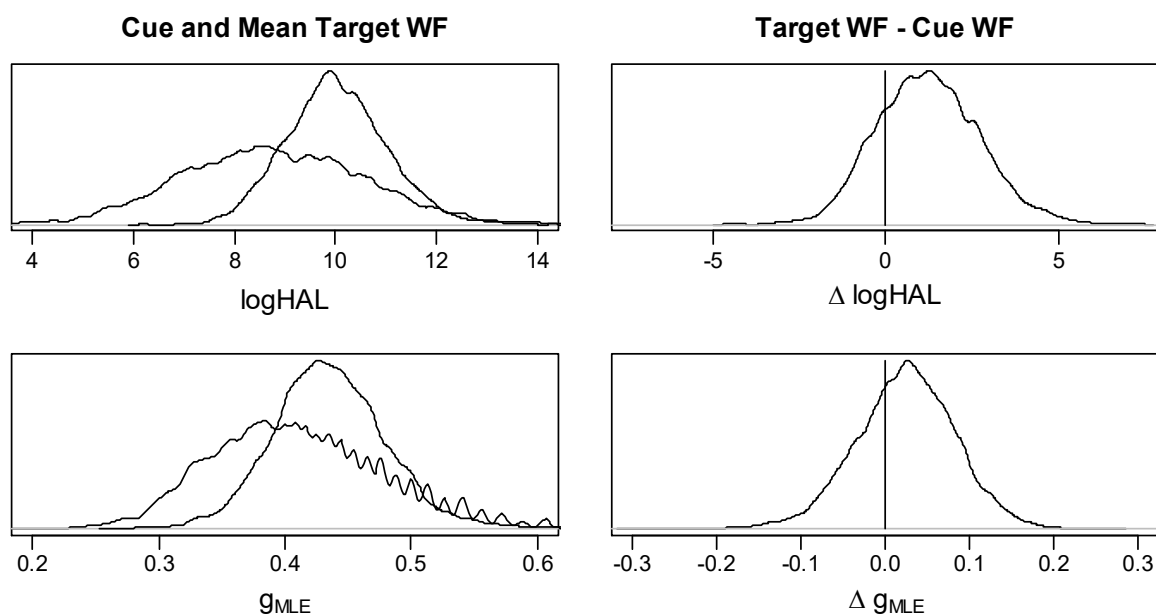 Cue and Mean Target WF
Target WF - Cue WF
4 6 8 10 12 14
logHAL
-5 0 5
Δ logHAL
0.2 0.3 0.4 0.5 0.6
gMLE
-0.3 -0.2 -0.1 0.0 0.1 0.2 0.3
Δ gMLE